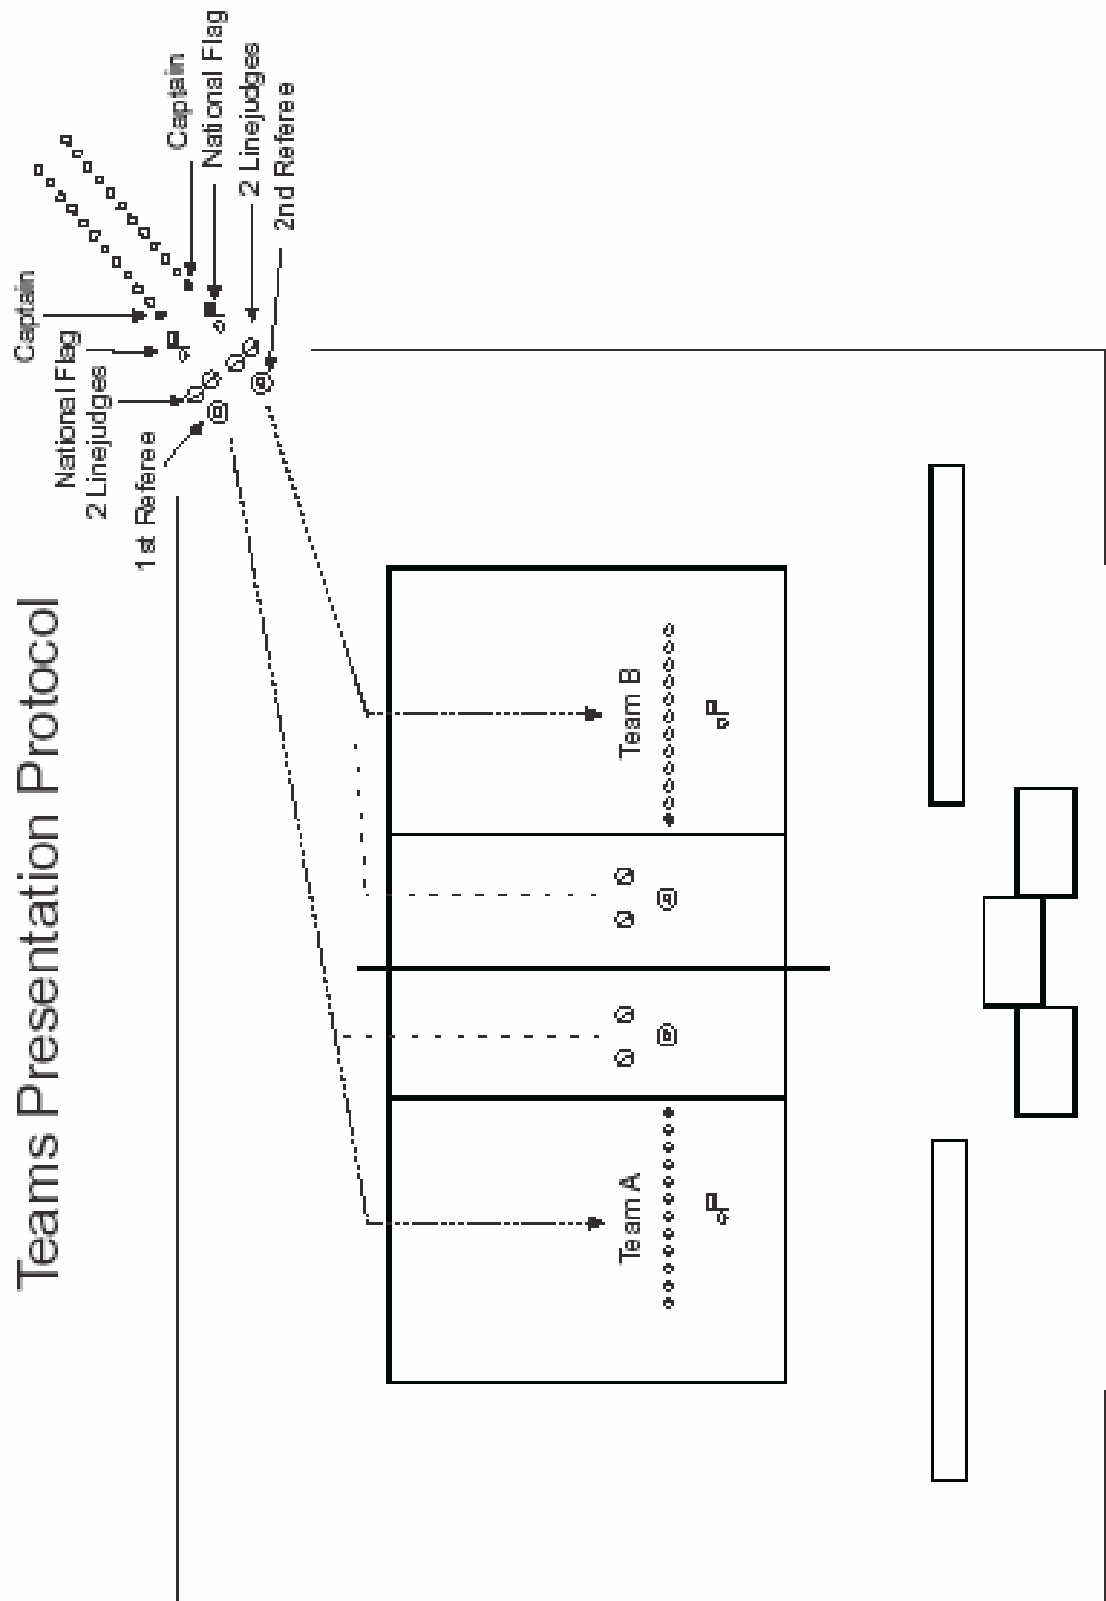 Teams Presentation Protocol
Captain
National Flag
2 Linejudges
1st Referee
Captain
National Flag
2 Linejudges
2nd Referee
Team A
Team B